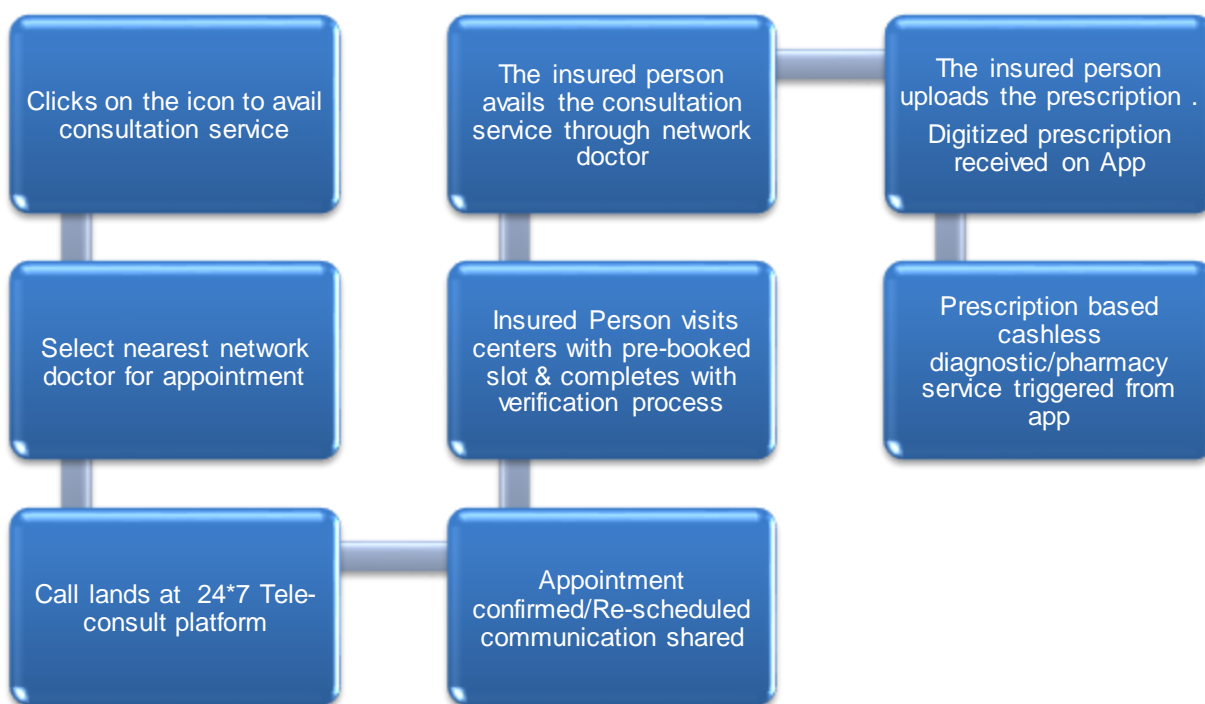 Clicks on the icon to avail
consultation service
Select nearest network
doctor for appointment
Call lands at 24*7 Tele-
consult platform
Appointment
confirmed/Re-scheduled
communication shared
Insured Person visits
centers with pre-booked
slot & completes with
verification process
The insured person
avails the consultation
service through network
doctor
The insured person
uploads the prescription .
Digitized prescription
received on App
Prescription based
cashless
diagnostic/pharmacy
service triggered from
app